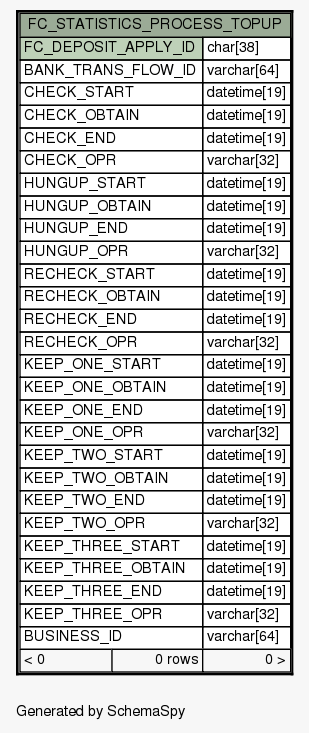 FC_STATISTICS_PROCESS_TOPUP
FC_DEPOSIT_APPLY_ID char[38]
BANK_TRANS_FLOW_ID varchar[64]
CHECK_START datetime[19]
CHECK_OBTAIN datetime[19]
CHECK_END datetime[19]
CHECK_OPR varchar[32]
HUNGUP_START datetime[19]
HUNGUP_OBTAIN datetime[19]
HUNGUP_END datetime[19]
HUNGUP_OPR varchar[32]
RECHECK_START datetime[19]
RECHECK_OBTAIN datetime[19]
RECHECK_END datetime[19]
RECHECK_OPR varchar[32]
KEEP_ONE_START datetime[19]
KEEP_ONE_OBTAIN datetime[19]
KEEP_ONE_END datetime[19]
KEEP_ONE_OPR varchar[32]
KEEP_TWO_START datetime[19]
KEEP_TWO_OBTAIN datetime[19]
KEEP_TWO_END datetime[19]
KEEP_TWO_OPR varchar[32]
KEEP_THREE_START datetime[19]
KEEP_THREE_OBTAIN datetime[19]
KEEP_THREE_END datetime[19]
KEEP_THREE_OPR varchar[32]
BUSINESS_ID varchar[64]
< 0 0 rows 0 >
Generated by SchemaSpy